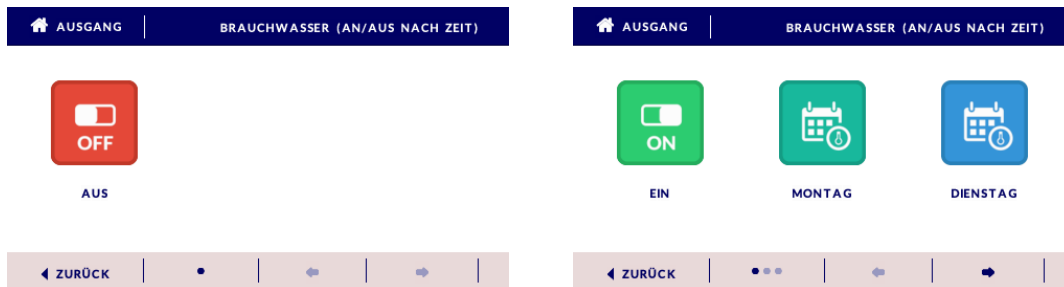 AUSGANG BRAUCHWASSER (AN/AUS NACH ZEIT)
OFF
AUS
ZURÜCK
AUSGANG BRAUCHWASSER (AN/AUS NACH ZEIT)
ON
EIN MONTAG DIENSTAG
ZURÜCK